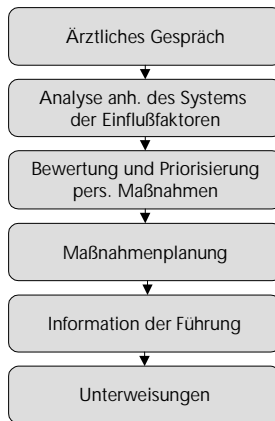 Ärztliches Gespräch
Analyse anh. des Systems
der Einflußfaktoren
Bewertung und Priorisierung
pers. Maßnahmen
Maßnahmenplanung
Information der Führung
Unterweisungen